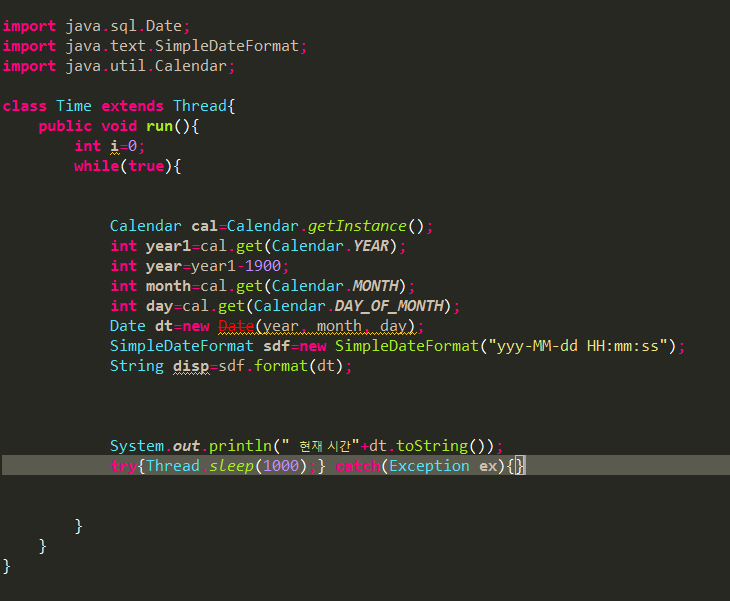 import java.sql.Date;
import java.text.SimpleDateFormat;
import java.util.Calendar;
class Time extends Thread{
public void run(){
int i=0;
while(true){
Calendar cal=Calendar.getInstance();
int year1=cal.get(Calendar.YEAR);
int year=year1-1900;
int month=cal.get(Calendar.MONTH);
int day=cal.get(Calendar.DAY_OF_MONTH);
Date dt=new Date(year, month, day);
SimpleDateFormat sdf=new SimpleDateFormat("yyy-MM-dd HH:mm:ss");
String disp=sdf.format(dt);
System.out.println(" 현재 시간"+dt.toString());
try{Thread.sleep(1000);} catch(Exception ex){}
}
}
}